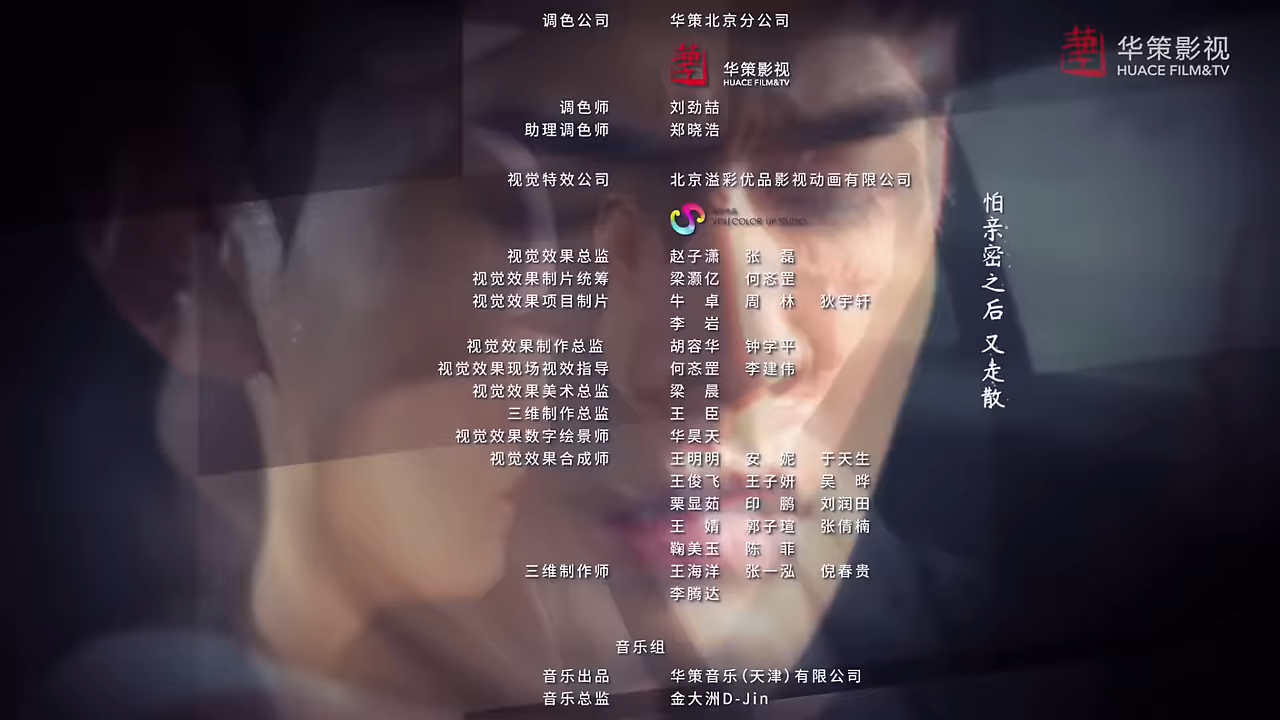 调色公司 华策北京分公司
华策影视
HUACE FILM&TV
华策影视
HUACE FILM&TV
调色师 刘劲喆
助理调色师 郑晓浩
视觉特效公司 北京溢彩优品影视动画有限公司
视觉效果总监 赵子潇 张 磊
视觉效果制片统筹 梁灏亿 何忞罡
视觉效果项目制片 牛 卓 周 林 狄宇轩
李 岩
视觉效果制作总监 胡容华 钟学平
视觉效果现场视效指导 何忞罡 李建伟
视觉效果美术总监 梁 晨
三维制作总监 王 臣
视觉效果数字绘景师 华昊天
视觉效果合成师 王明明 安 妮 于天生
王俊飞 王子妍 吴 晔
栗显茹 印 鹏 刘润田
王 婧 郭子瑄 张倩楠
鞠美玉 陈 菲
三维制作师 王海洋 张一泓 倪春贵
李腾达
音乐组
音乐出品 华策音乐(天津)有限公司
音乐总监 金大洲D-Jin
怕亲密之后 又走散